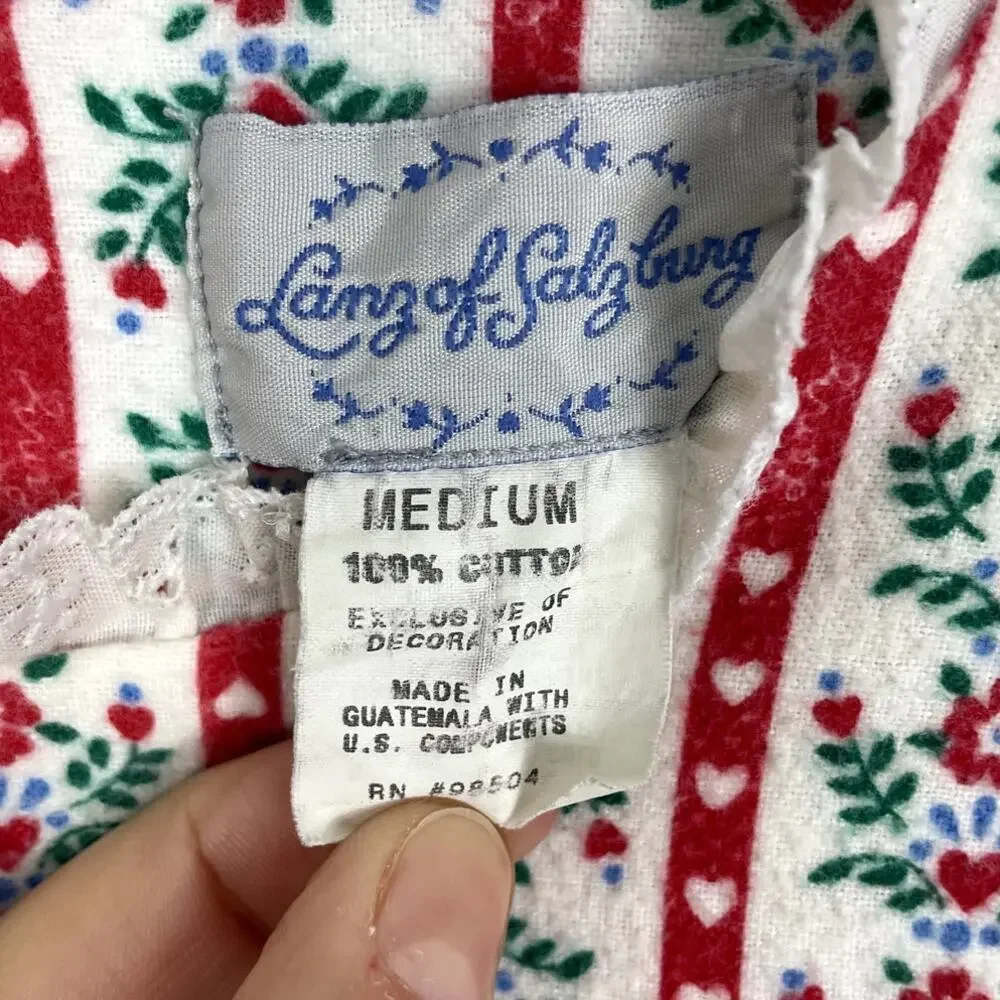 Lanz of Salzburg
MEDIUM
100% COTTON
EXCLUSIVE OF
DECORATION
MADE IN
GUATEMALA WITH
U.S. COMPONENTS
RN #98504